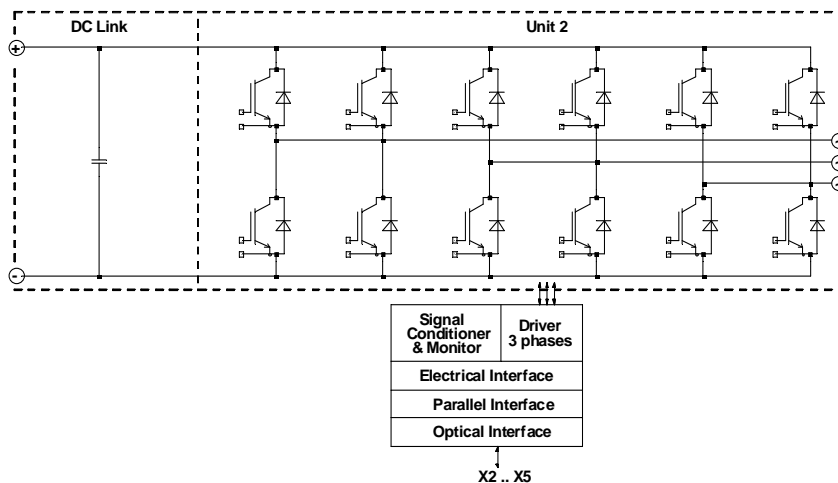 DC Link
Unit 2
+
-
Signal
Conditioner
& Monitor
Driver
3 phases
Electrical Interface
Parallel Interface
Optical Interface
X2 .. X5